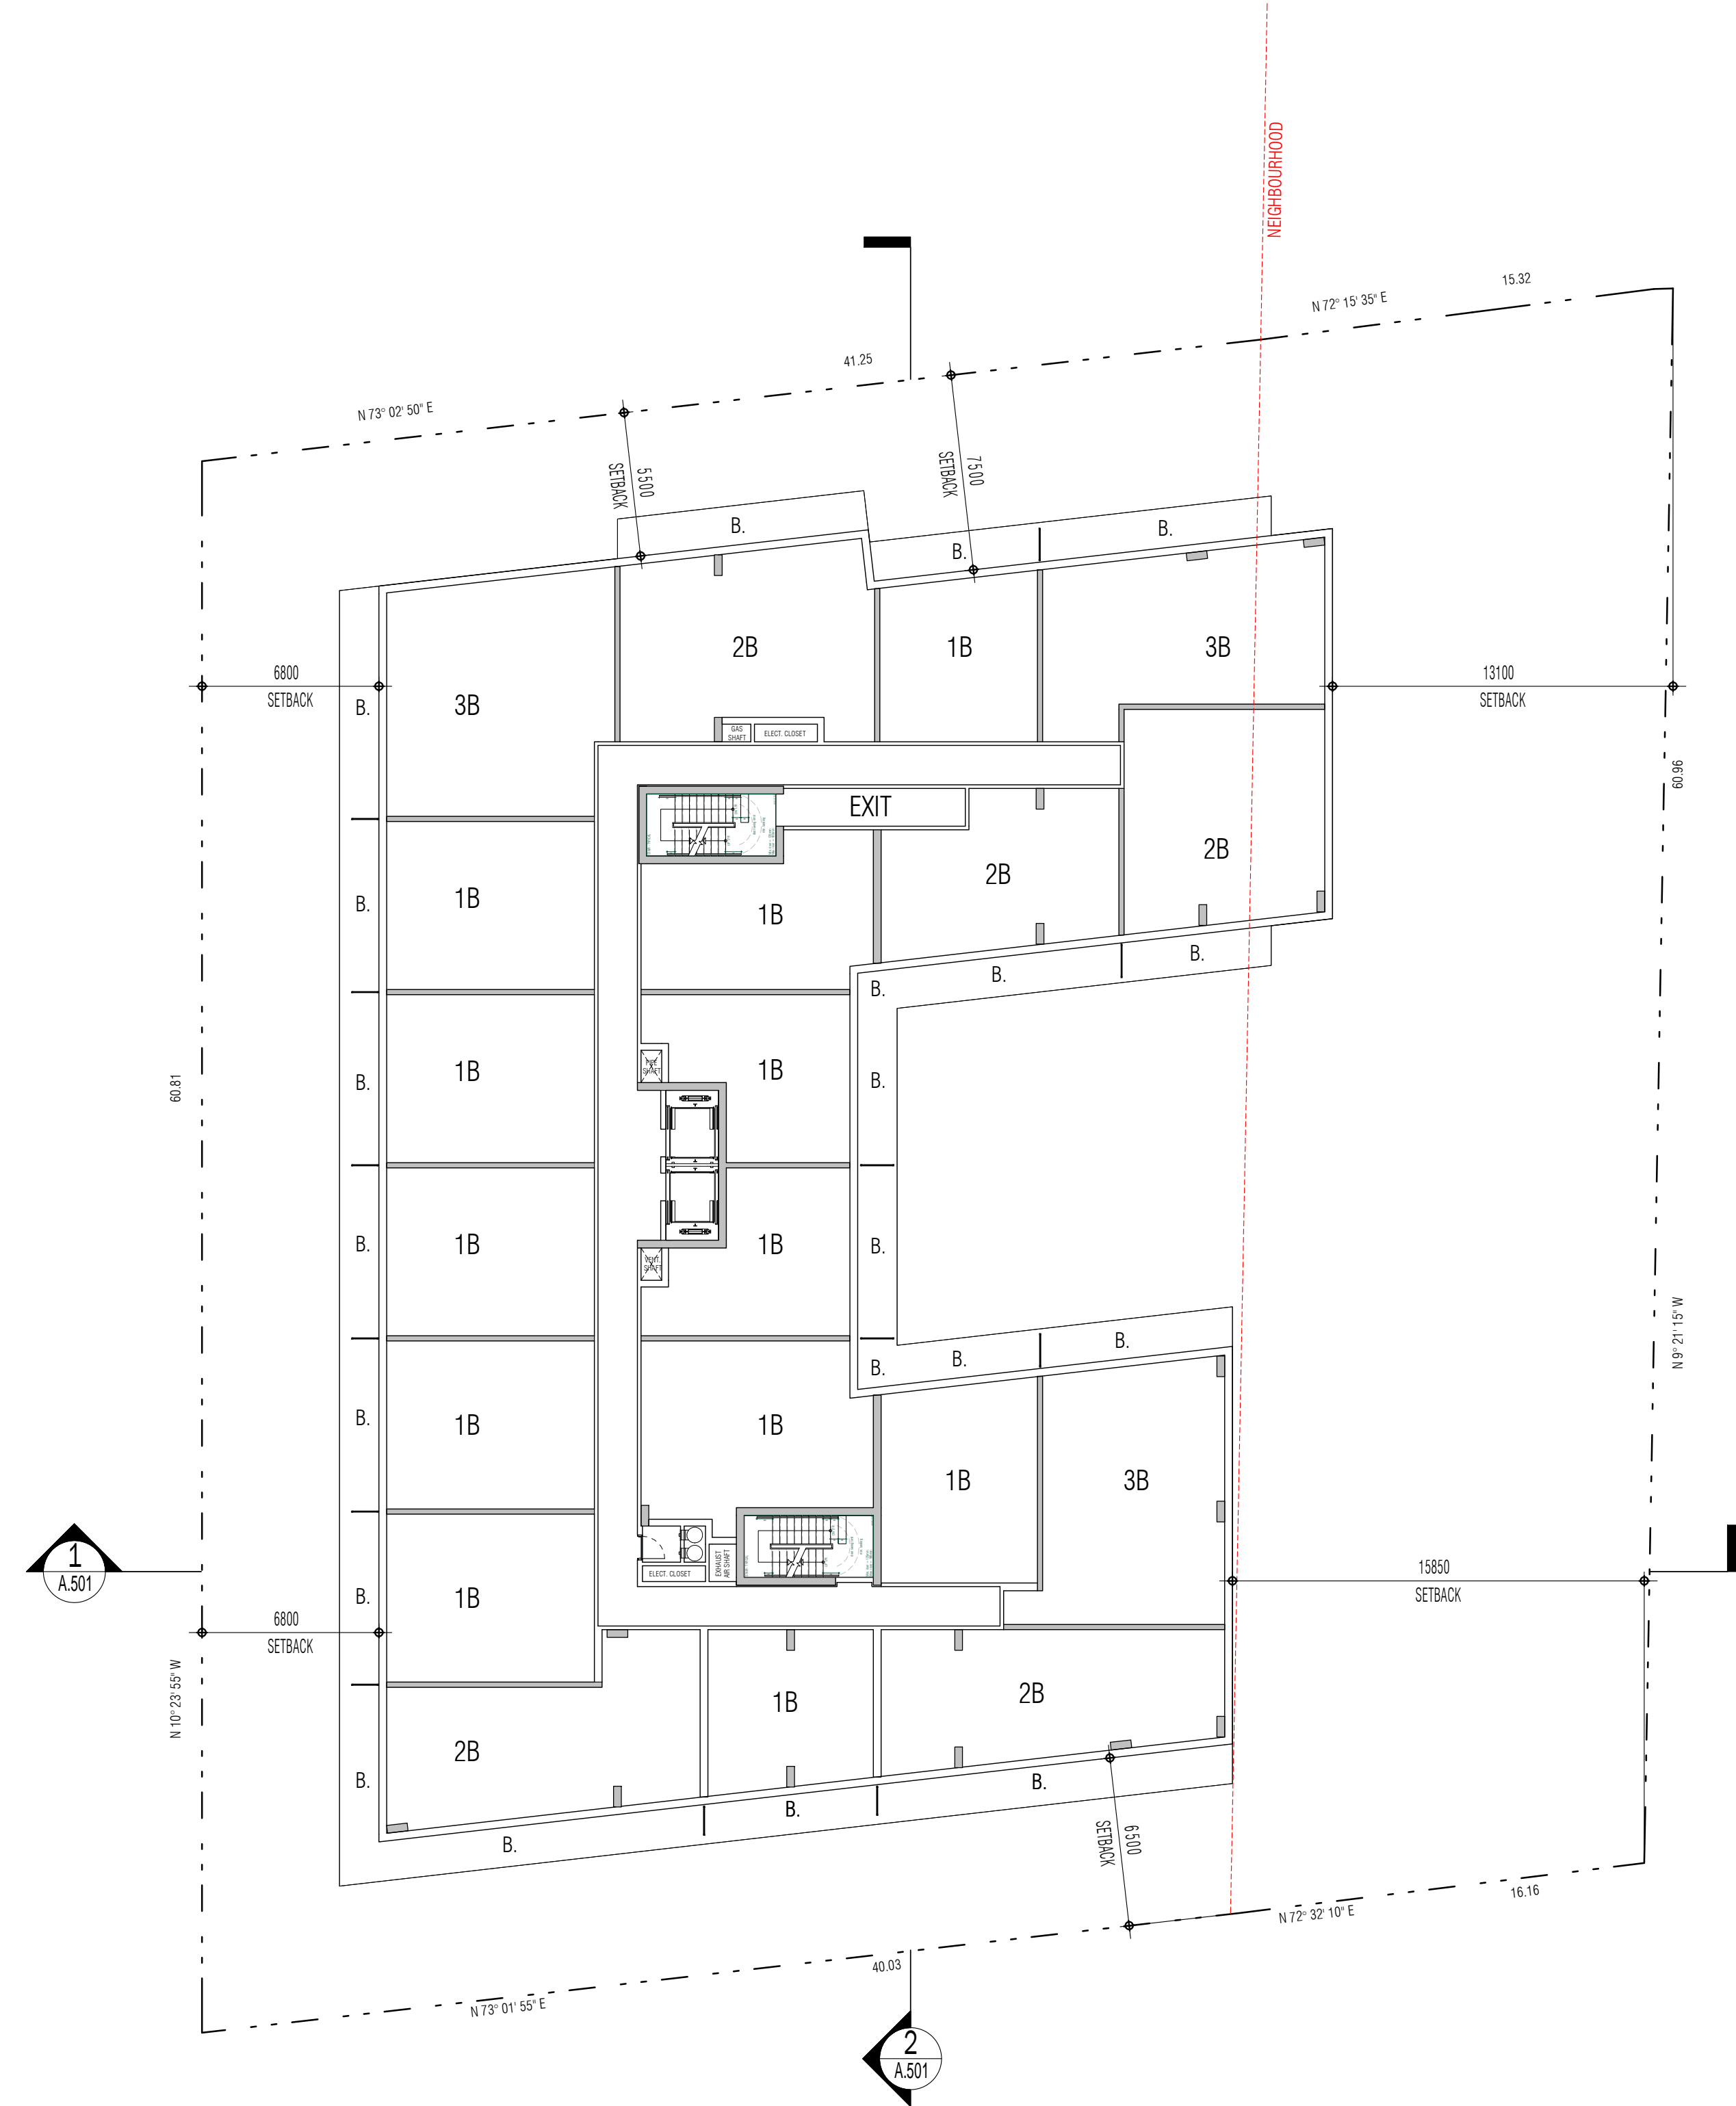 NEIGHBOURHOOD
15.32
N 72° 15' 35" E
41.25
N 73° 02' 50" E
5500
SETBACK
7500
SETBACK
B.
B.
B.
2B
1B
3B
6800
SETBACK
13100
SETBACK
B.
3B
GAS
SHAFT
ELECT. CLOSET
60.96
EXIT
2B
2B
B.
1B
1B
B.
B.
B.
60.81
B.
1B
1B
B.
PIPE
SHAFT
B.
1B
1B
B.
VENT.
SHAFT
N 9° 21' 15" W
B.
B.
B.
B.
1B
1B
1B
3B
ELECT. CLOSET
EXHAUST
AIR SHAFT
15850
SETBACK
1
A.501
B.
1B
6800
SETBACK
N 10° 23' 55" W
1B
2B
2B
B.
B.
B.
B.
6500
SETBACK
16.16
N 72° 32' 10" E
40.03
N 73° 01' 55" E
2
A.501